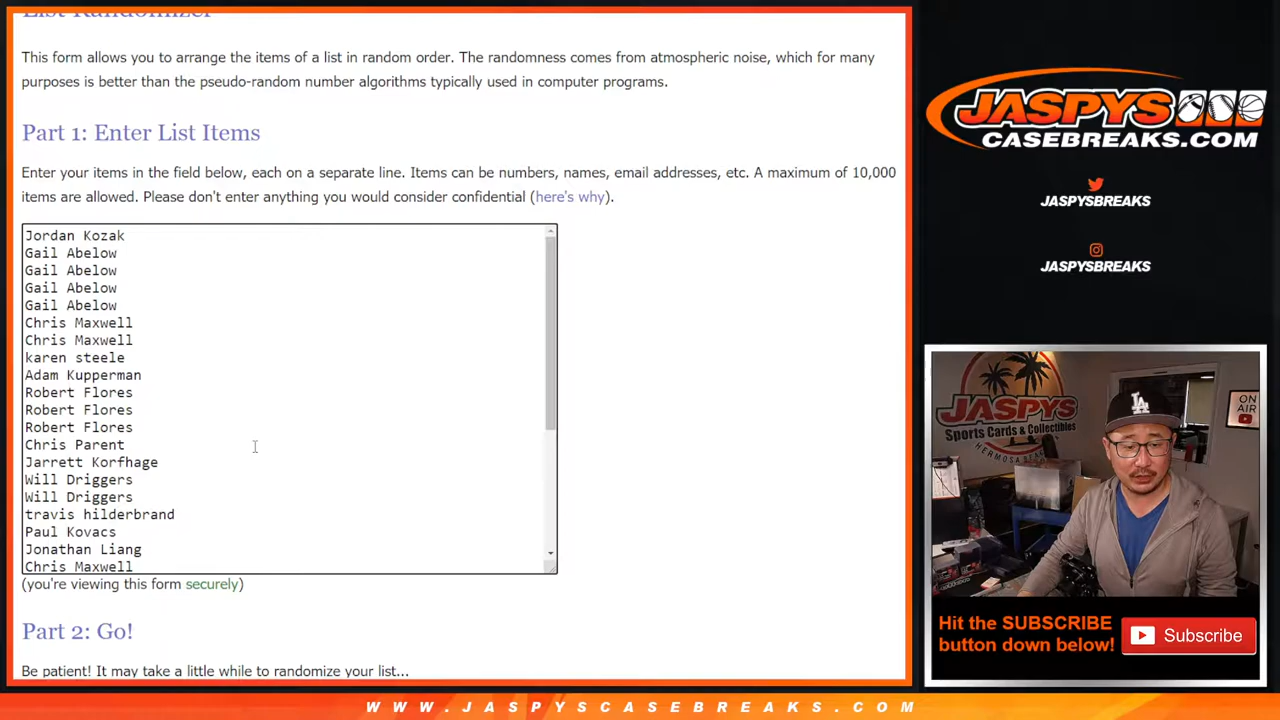 List Randomizer
This form allows you to arrange the items of a list in random order. The randomness comes from atmospheric noise, which for many
purposes is better than the pseudo-random number algorithms typically used in computer programs.
Part 1: Enter List Items
Enter your items in the field below, each on a separate line. Items can be numbers, names, email addresses, etc. A maximum of 10,000
items are allowed. Please don't enter anything you would consider confidential (here's why).
Jordan Kozak
Gail Abelow
Gail Abelow
Gail Abelow
Gail Abelow
Chris Maxwell
Chris Maxwell
karen steele
Adam Kupperman
Robert Flores
Robert Flores
Robert Flores
Chris Parent
Jarrett Korfhage
Will Driggers
Will Driggers
travis hilderbrand
Paul Kovacs
Jonathan Liang
Chris Maxwell
(you're viewing this form securely)
Part 2: Go!
Be patient! It may take a little while to randomize your list...
JASPYS
CASEBREAKS.COM
JASPYSBREAKS
JASPYSBREAKS
JASPYS
Sports Cards & Collectibles
HERMOSA BEACH
LA
ON
AIR
Hit the SUBSCRIBE
button down below!
Subscribe
WWW.JASPYSCASEBREAKS.COM